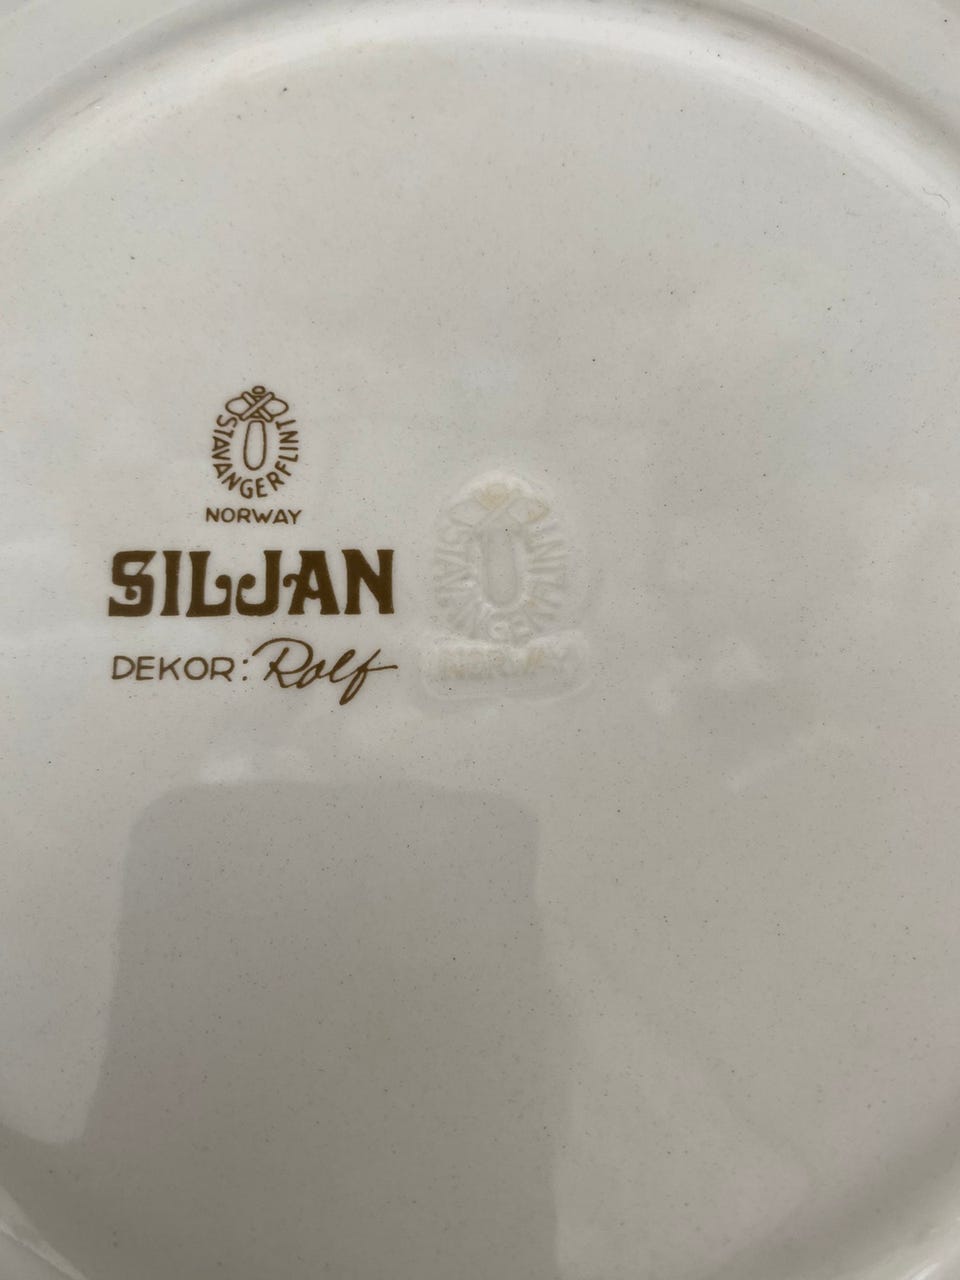 STAVANGERFLINT
NORWAY
SILJAN
DEKOR: Rolf
STAVANGERFLINT
NORWAY